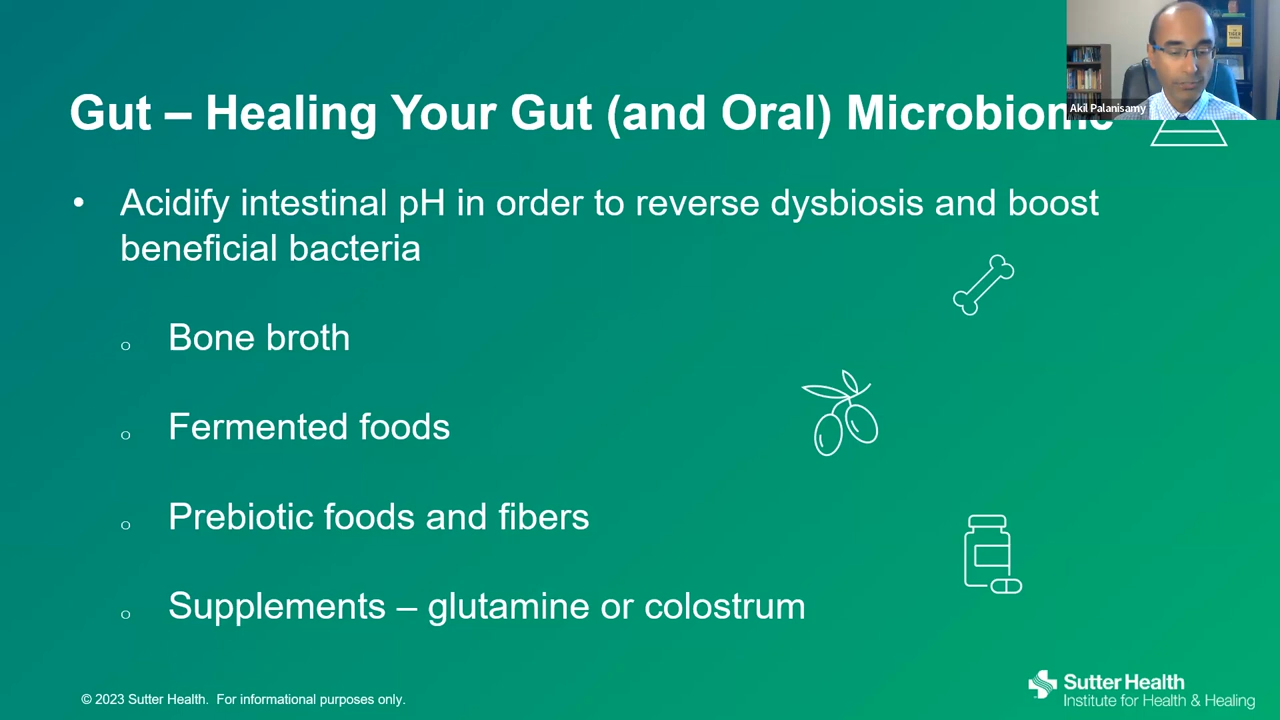 Akil Palanisamy
Gut – Healing Your Gut (and Oral) Microbiome
• Acidify intestinal pH in order to reverse dysbiosis and boost
beneficial bacteria
o Bone broth
o Fermented foods
o Prebiotic foods and fibers
o Supplements – glutamine or colostrum
© 2023 Sutter Health. For informational purposes only.
Sutter Health
Institute for Health & Healing